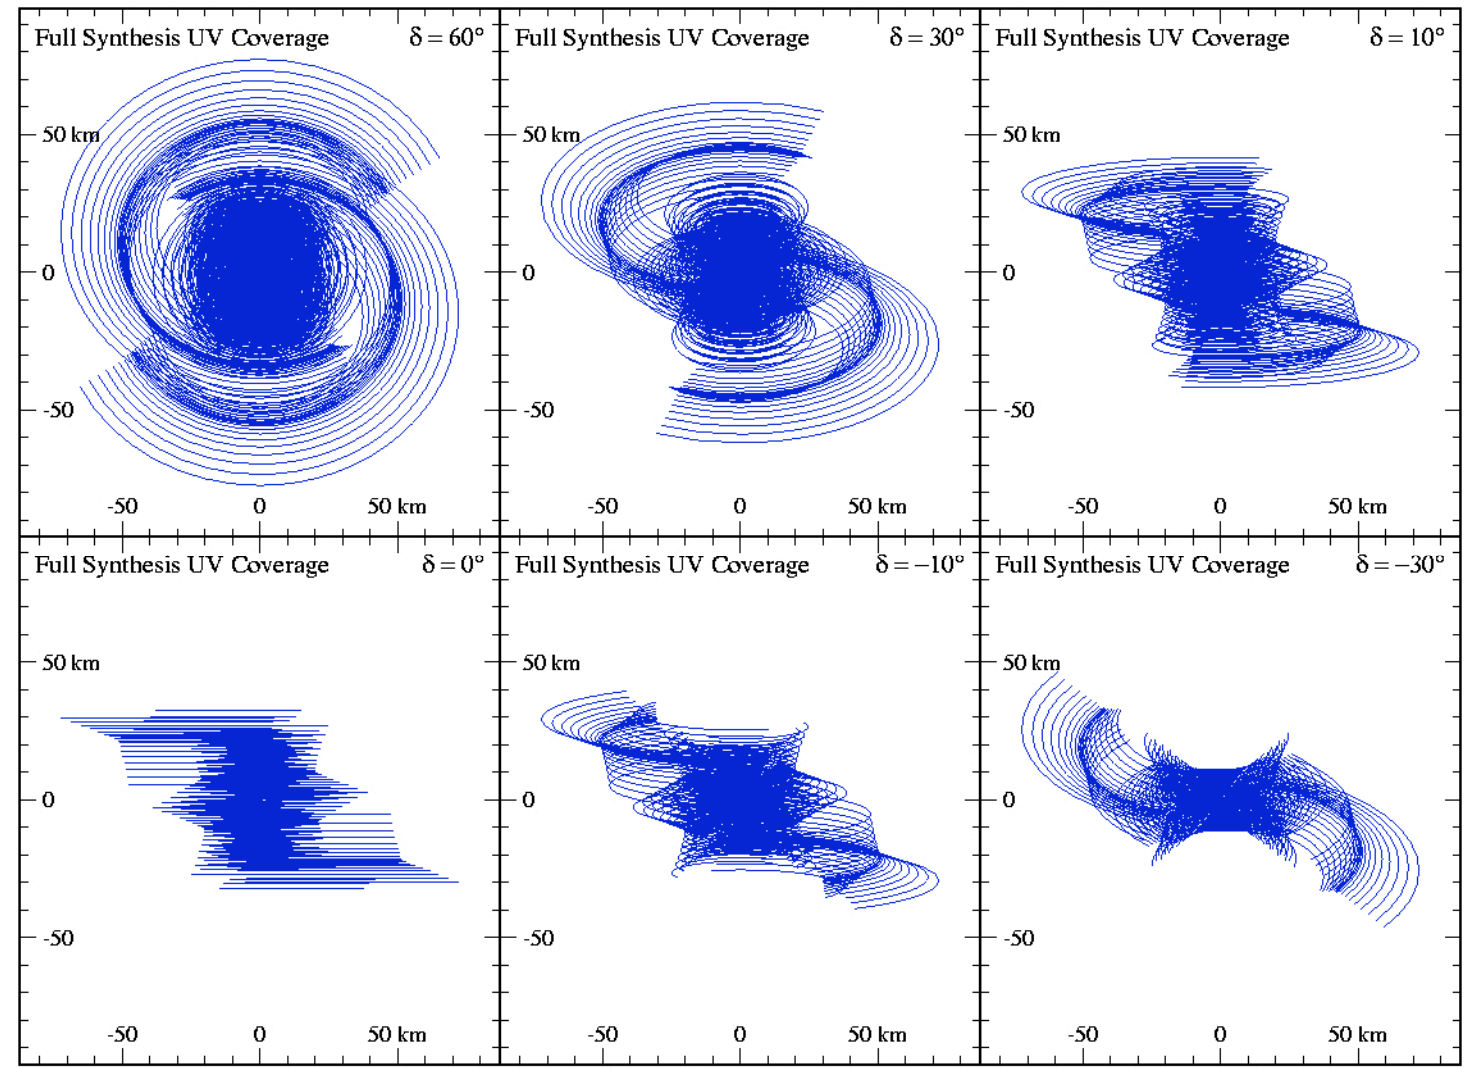 Full Synthesis UV Coverage δ = 60°
50 km
0
-50
-50 0 50 km
Full Synthesis UV Coverage δ = 30°
50 km
0
-50
-50 0 50 km
Full Synthesis UV Coverage δ = 10°
50 km
0
-50
-50 0 50 km
Full Synthesis UV Coverage δ = 0°
50 km
0
-50
-50 0 50 km
Full Synthesis UV Coverage δ = −10°
50 km
0
-50
-50 0 50 km
Full Synthesis UV Coverage δ = −30°
50 km
0
-50
-50 0 50 km